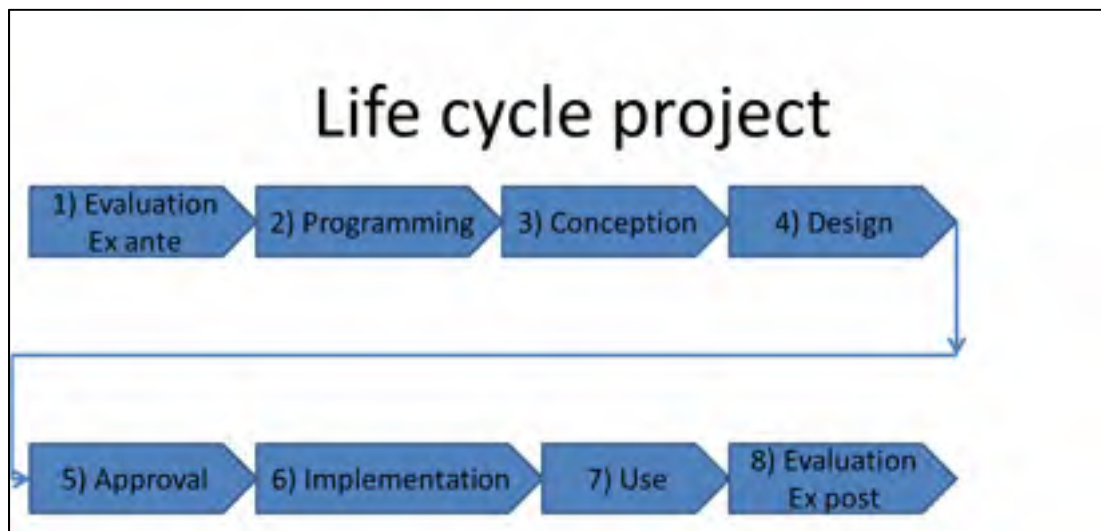 Life cycle project
1) Evaluation
Ex ante
2) Programming
3) Conception
4) Design
5) Approval
6) Implementation
7) Use
8) Evaluation
Ex post